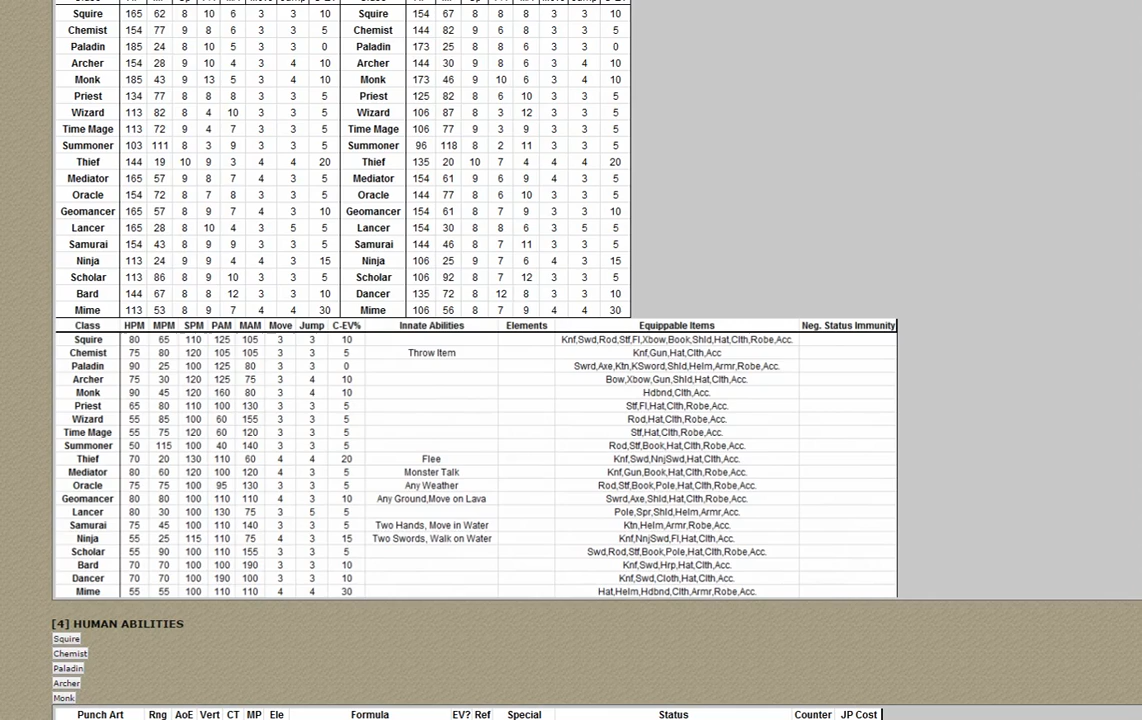 Squire 165 62 8 10 6 3 3 10 Squire 154 67 8 8 8 3 3 10
Chemist 154 77 9 8 6 3 3 5 Chemist 144 82 9 6 8 3 3 5
Paladin 185 24 8 10 5 3 3 0 Paladin 173 25 8 8 6 3 3 0
Archer 154 28 9 10 4 3 4 10 Archer 144 30 9 8 6 3 4 10
Monk 185 43 9 13 5 3 4 10 Monk 173 46 9 10 6 3 4 10
Priest 134 77 8 8 8 3 3 5 Priest 125 82 8 6 10 3 3 5
Wizard 113 82 8 4 10 3 3 5 Wizard 106 87 8 3 12 3 3 5
Time Mage 113 72 9 4 7 3 3 5 Time Mage 106 77 9 3 9 3 3 5
Summoner 103 111 8 3 9 3 3 5 Summoner 96 118 8 2 11 3 3 5
Thief 144 19 10 9 3 4 4 20 Thief 135 20 10 7 4 4 4 20
Mediator 165 57 9 8 7 4 3 5 Mediator 154 61 9 6 9 4 3 5
Oracle 154 72 8 7 8 3 3 5 Oracle 144 77 8 6 10 3 3 5
Geomancer 165 57 8 9 7 4 3 10 Geomancer 154 61 8 7 9 3 3 10
Lancer 165 28 8 10 4 3 5 5 Lancer 154 30 8 8 6 3 5 5
Samurai 154 43 8 9 9 3 3 5 Samurai 144 46 8 7 11 3 3 5
Ninja 113 24 9 9 4 4 3 15 Ninja 106 25 9 7 6 4 3 15
Scholar 113 86 8 9 10 3 3 5 Scholar 106 92 8 7 12 3 3 5
Bard 144 67 8 8 12 3 3 10 Dancer 135 72 8 12 8 3 3 10
Mime 113 53 8 9 7 4 4 30 Mime 106 56 8 7 9 4 4 30
Class HPM MPM SPM PAM MAM Move Jump C-EV% Innate Abilities Elements Equippable Items Neg. Status Immunity
Squire 80 65 110 125 105 3 3 10 Knf,Swd,Rod,Stf,Fl,Xbow,Book,Shld,Hat,Clth,Robe,Acc.
Chemist 75 80 120 105 105 3 3 5 Throw Item Knf,Gun,Hat,Clth,Acc
Paladin 90 25 100 125 80 3 3 0 Swrd,Axe,Ktn,KSword,Shld,Helm,Armr,Robe,Acc.
Archer 75 30 120 125 75 3 4 10 Bow,Xbow,Gun,Shld,Hat,Clth,Acc.
Monk 90 45 120 160 80 3 4 10 Hdbnd,Clth,Acc.
Priest 65 80 110 100 130 3 3 5 Stf,Fl,Hat,Clth,Robe,Acc.
Wizard 55 85 100 60 155 3 3 5 Rod,Hat,Clth,Robe,Acc.
Time Mage 55 75 120 60 120 3 3 5 Stf,Hat,Clth,Robe,Acc.
Summoner 50 115 100 40 140 3 3 5 Rod,Stf,Book,Hat,Clth,Robe,Acc.
Thief 70 20 130 110 60 4 4 20 Flee Knf,Swd,NnjSwd,Hat,Clth,Acc.
Mediator 80 60 120 100 120 4 3 5 Monster Talk Knf,Gun,Book,Hat,Clth,Robe,Acc.
Oracle 75 75 100 95 130 3 3 5 Any Weather Rod,Stf,Book,Pole,Hat,Clth,Robe,Acc.
Geomancer 80 80 100 110 110 4 3 10 Any Ground,Move on Lava Swrd,Axe,Shld,Hat,Clth,Robe,Acc.
Lancer 80 30 100 130 75 3 5 5 Pole,Spr,Shld,Helm,Armr,Acc.
Samurai 75 45 100 110 140 3 3 5 Two Hands, Move in Water Ktn,Helm,Armr,Robe,Acc.
Ninja 55 25 115 110 75 4 3 15 Two Swords, Walk on Water Knf,NnjSwd,Fl,Hat,Clth,Acc.
Scholar 55 90 100 110 155 3 3 5 Swd,Rod,Stf,Book,Pole,Hat,Clth,Robe,Acc.
Bard 70 70 100 100 190 3 3 10 Knf,Swd,Hrp,Hat,Clth,Acc.
Dancer 70 70 100 190 100 3 3 10 Knf,Swd,Cloth,Hat,Clth,Acc.
Mime 55 55 100 110 110 4 4 30 Hat,Helm,Hdbnd,Clth,Armr,Robe,Acc.
[4] HUMAN ABILITIES
Squire
Chemist
Paladin
Archer
Monk
Punch Art Rng AoE Vert CT MP Ele Formula EV? Ref Special Status Counter JP Cost